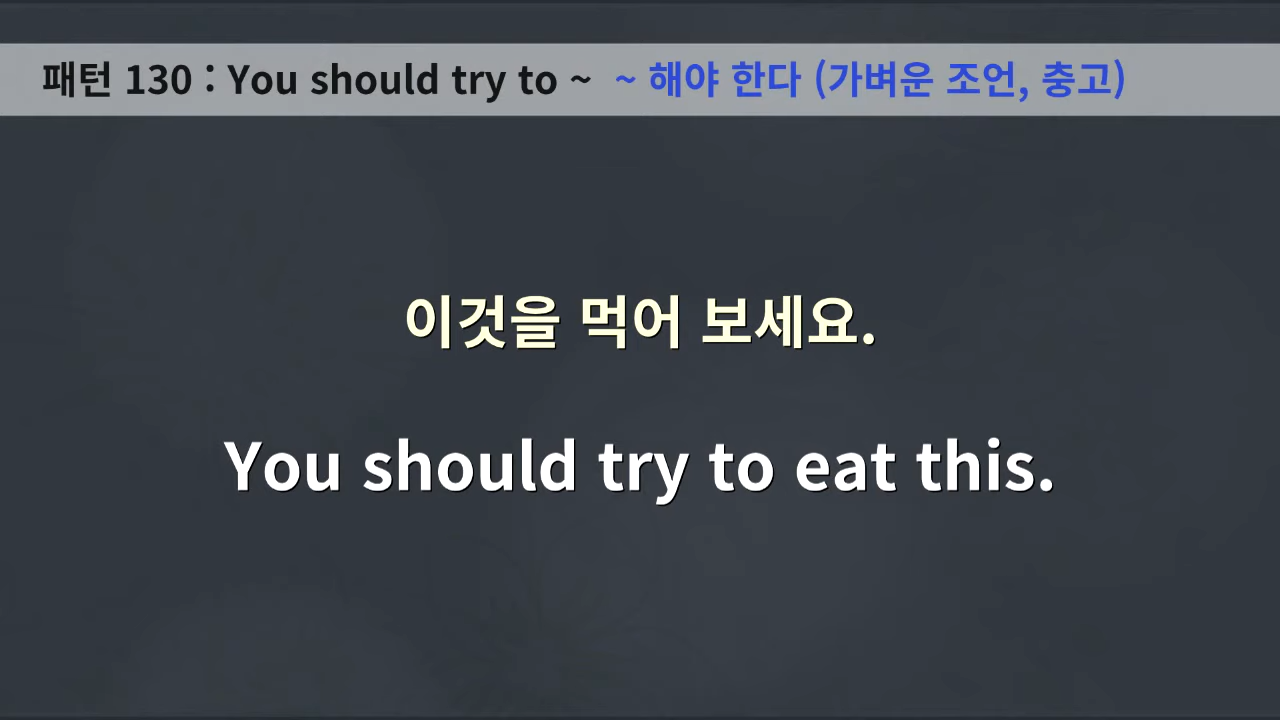 패턴 130 : You should try to ~ ~ 해야 한다 (가벼운 조언, 충고)
이것을 먹어 보세요.
You should try to eat this.